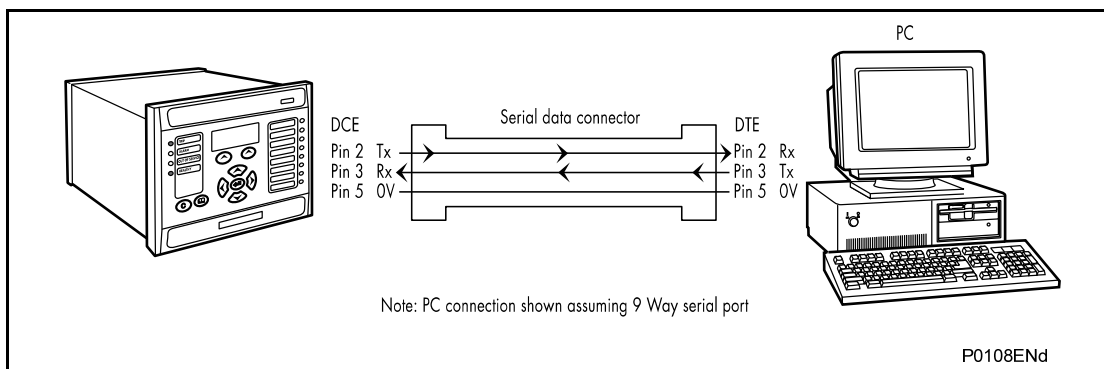 PC
Serial data connector
DCE
DTE
Pin 2 Tx
Pin 2 Rx
Pin 3 Rx
Pin 3 Tx
Pin 5 0V
Pin 5 0V
Note: PC connection shown assuming 9 Way serial port
P0108ENd